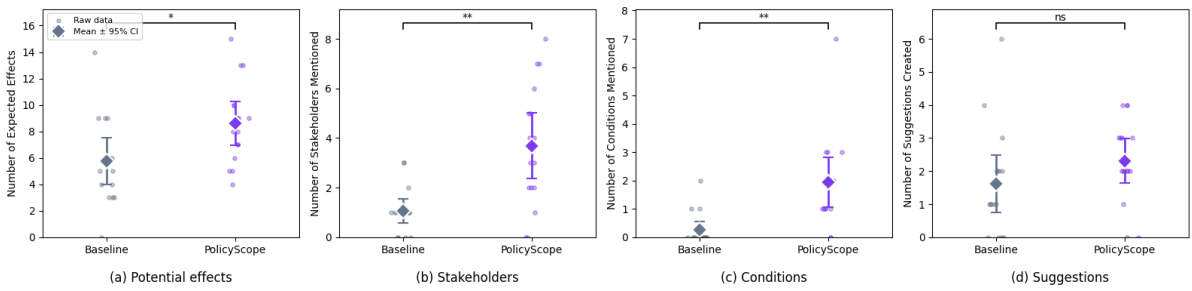 Raw data
Mean ± 95% CI
*
Number of Expected Effects
16
14
12
10
8
6
4
2
0
Baseline
PolicyScope
(a) Potential effects
**
Number of Stakeholders Mentioned
8
6
4
2
0
Baseline
PolicyScope
(b) Stakeholders
**
Number of Conditions Mentioned
8
7
6
5
4
3
2
1
0
Baseline
PolicyScope
(c) Conditions
ns
Number of Suggestions Created
6
5
4
3
2
1
0
Baseline
PolicyScope
(d) Suggestions